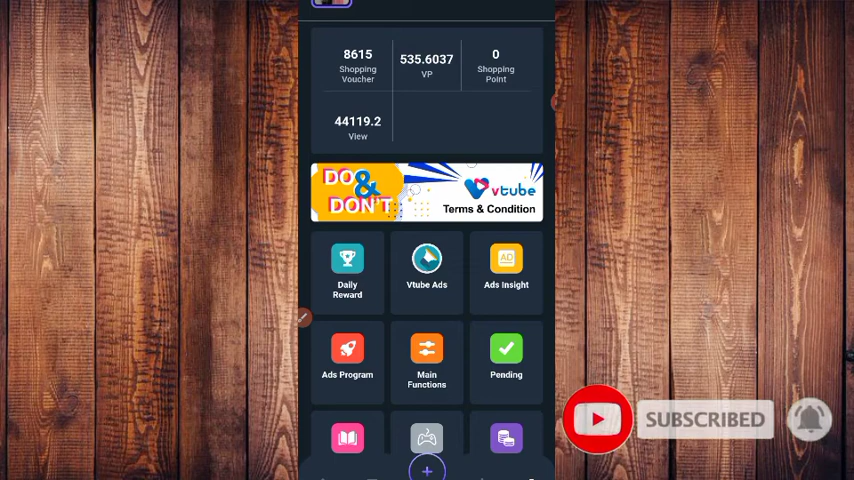 8615
Shopping
Voucher
535.6037
VP
0
Shopping
Point
44119.2
View
DO
&
DON'T
vtube
Terms & Condition
Daily
Reward
Vtube Ads
AD
Ads Insight
Ads Program
Main
Functions
Pending
SUBSCRIBED